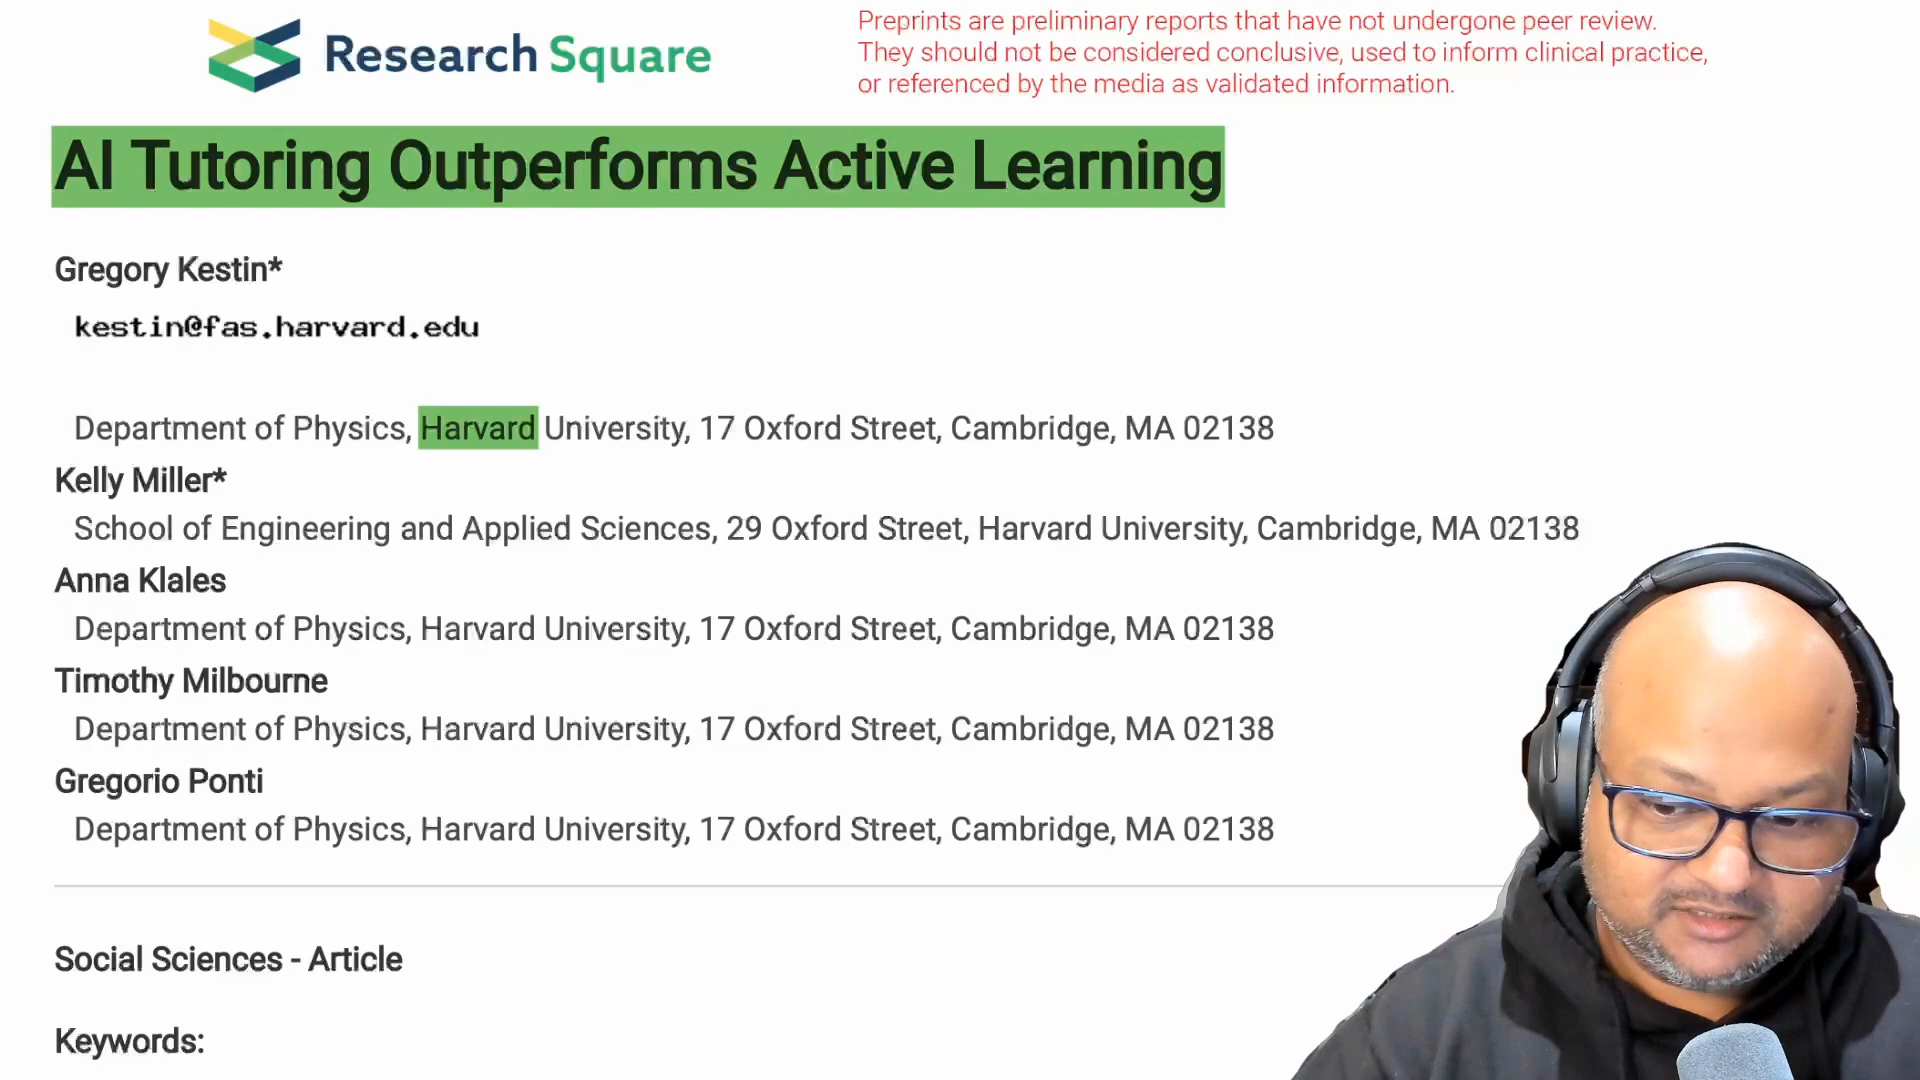 Research Square
Preprints are preliminary reports that have not undergone peer review.
They should not be considered conclusive, used to inform clinical practice,
or referenced by the media as validated information.
AI Tutoring Outperforms Active Learning
Gregory Kestin*
kestin@fas.harvard.edu
Department of Physics, Harvard University, 17 Oxford Street, Cambridge, MA 02138
Kelly Miller*
School of Engineering and Applied Sciences, 29 Oxford Street, Harvard University, Cambridge, MA 02138
Anna Klales
Department of Physics, Harvard University, 17 Oxford Street, Cambridge, MA 02138
Timothy Milbourne
Department of Physics, Harvard University, 17 Oxford Street, Cambridge, MA 02138
Gregorio Ponti
Department of Physics, Harvard University, 17 Oxford Street, Cambridge, MA 02138
Social Sciences - Article
Keywords: